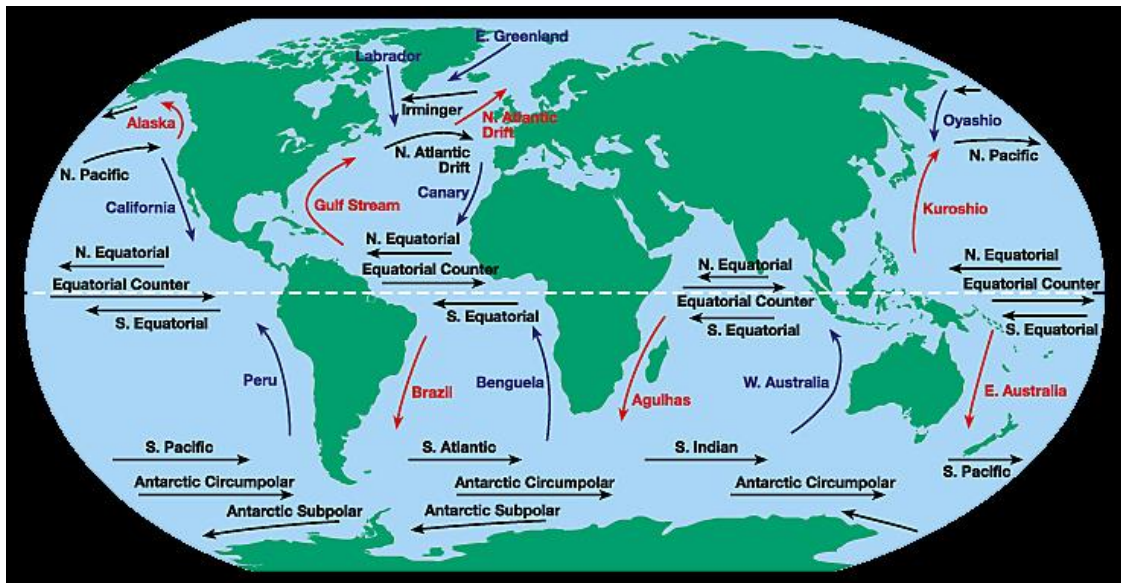 E. Greenland
Labrador
Irminger
Alaska
N. Atlantic
Drift
Oyashio
N. Atlantic
Drift
N. Pacific
N. Pacific
Canary
California
Gulf Stream
Kuroshio
N. Equatorial
N. Equatorial
N. Equatorial
N. Equatorial
Equatorial Counter
Equatorial Counter
Equatorial Counter
Equatorial Counter
S. Equatorial
S. Equatorial
S. Equatorial
S. Equatorial
Peru
Brazil
Benguela
Agulhas
W. Australia
E. Australia
S. Pacific
S. Atlantic
S. Indian
S. Pacific
Antarctic Circumpolar
Antarctic Circumpolar
Antarctic Circumpolar
Antarctic Subpolar
Antarctic Subpolar